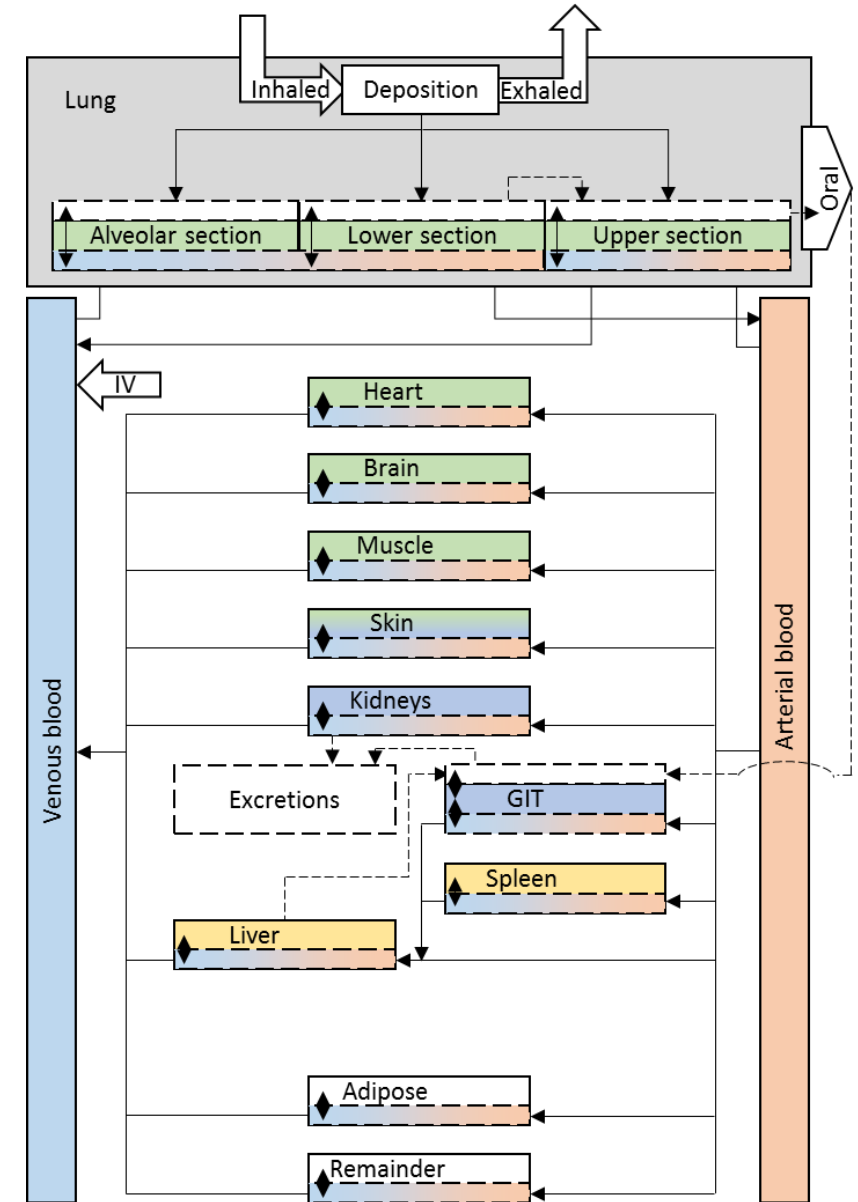 Inhaled
Deposition
Exhaled
Lung
Oral
Alveolar section
Lower section
Upper section
IV
Heart
Brain
Muscle
Skin
Kidneys
Venous blood
Arterial blood
Excretions
GIT
Spleen
Liver
Adipose
Remainder